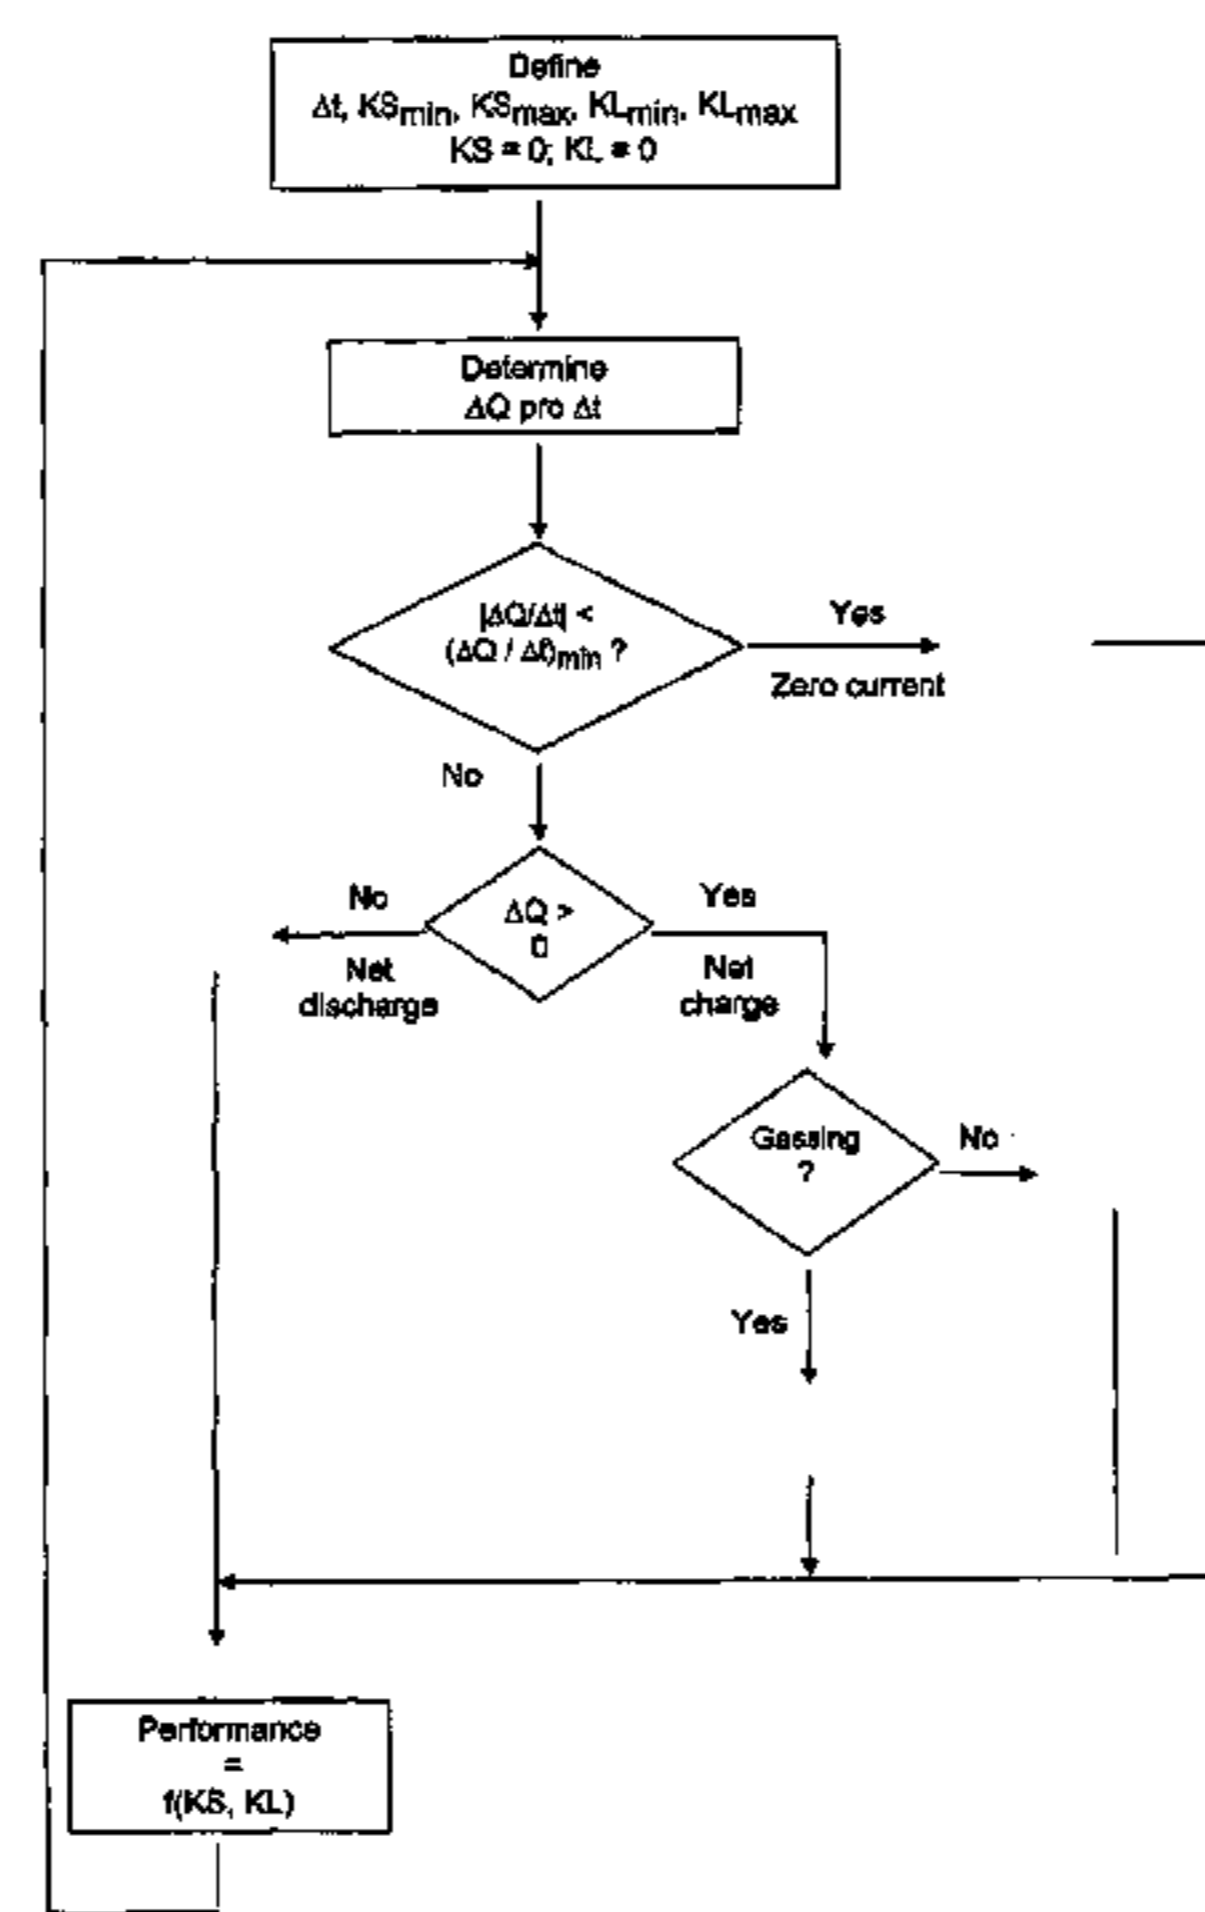 Define
Δt, KSmin, KSmax, KLmin, KLmax
KS = 0; KL = 0
Determine
ΔQ pro Δt
|ΔQ/Δt| <
(ΔQ / Δt)min ?
Yes
Zero current
No
No
ΔQ >
0
Yes
Net
discharge
Net
charge
Gassing
?
No
Yes
Performance
=
f(KS, KL)